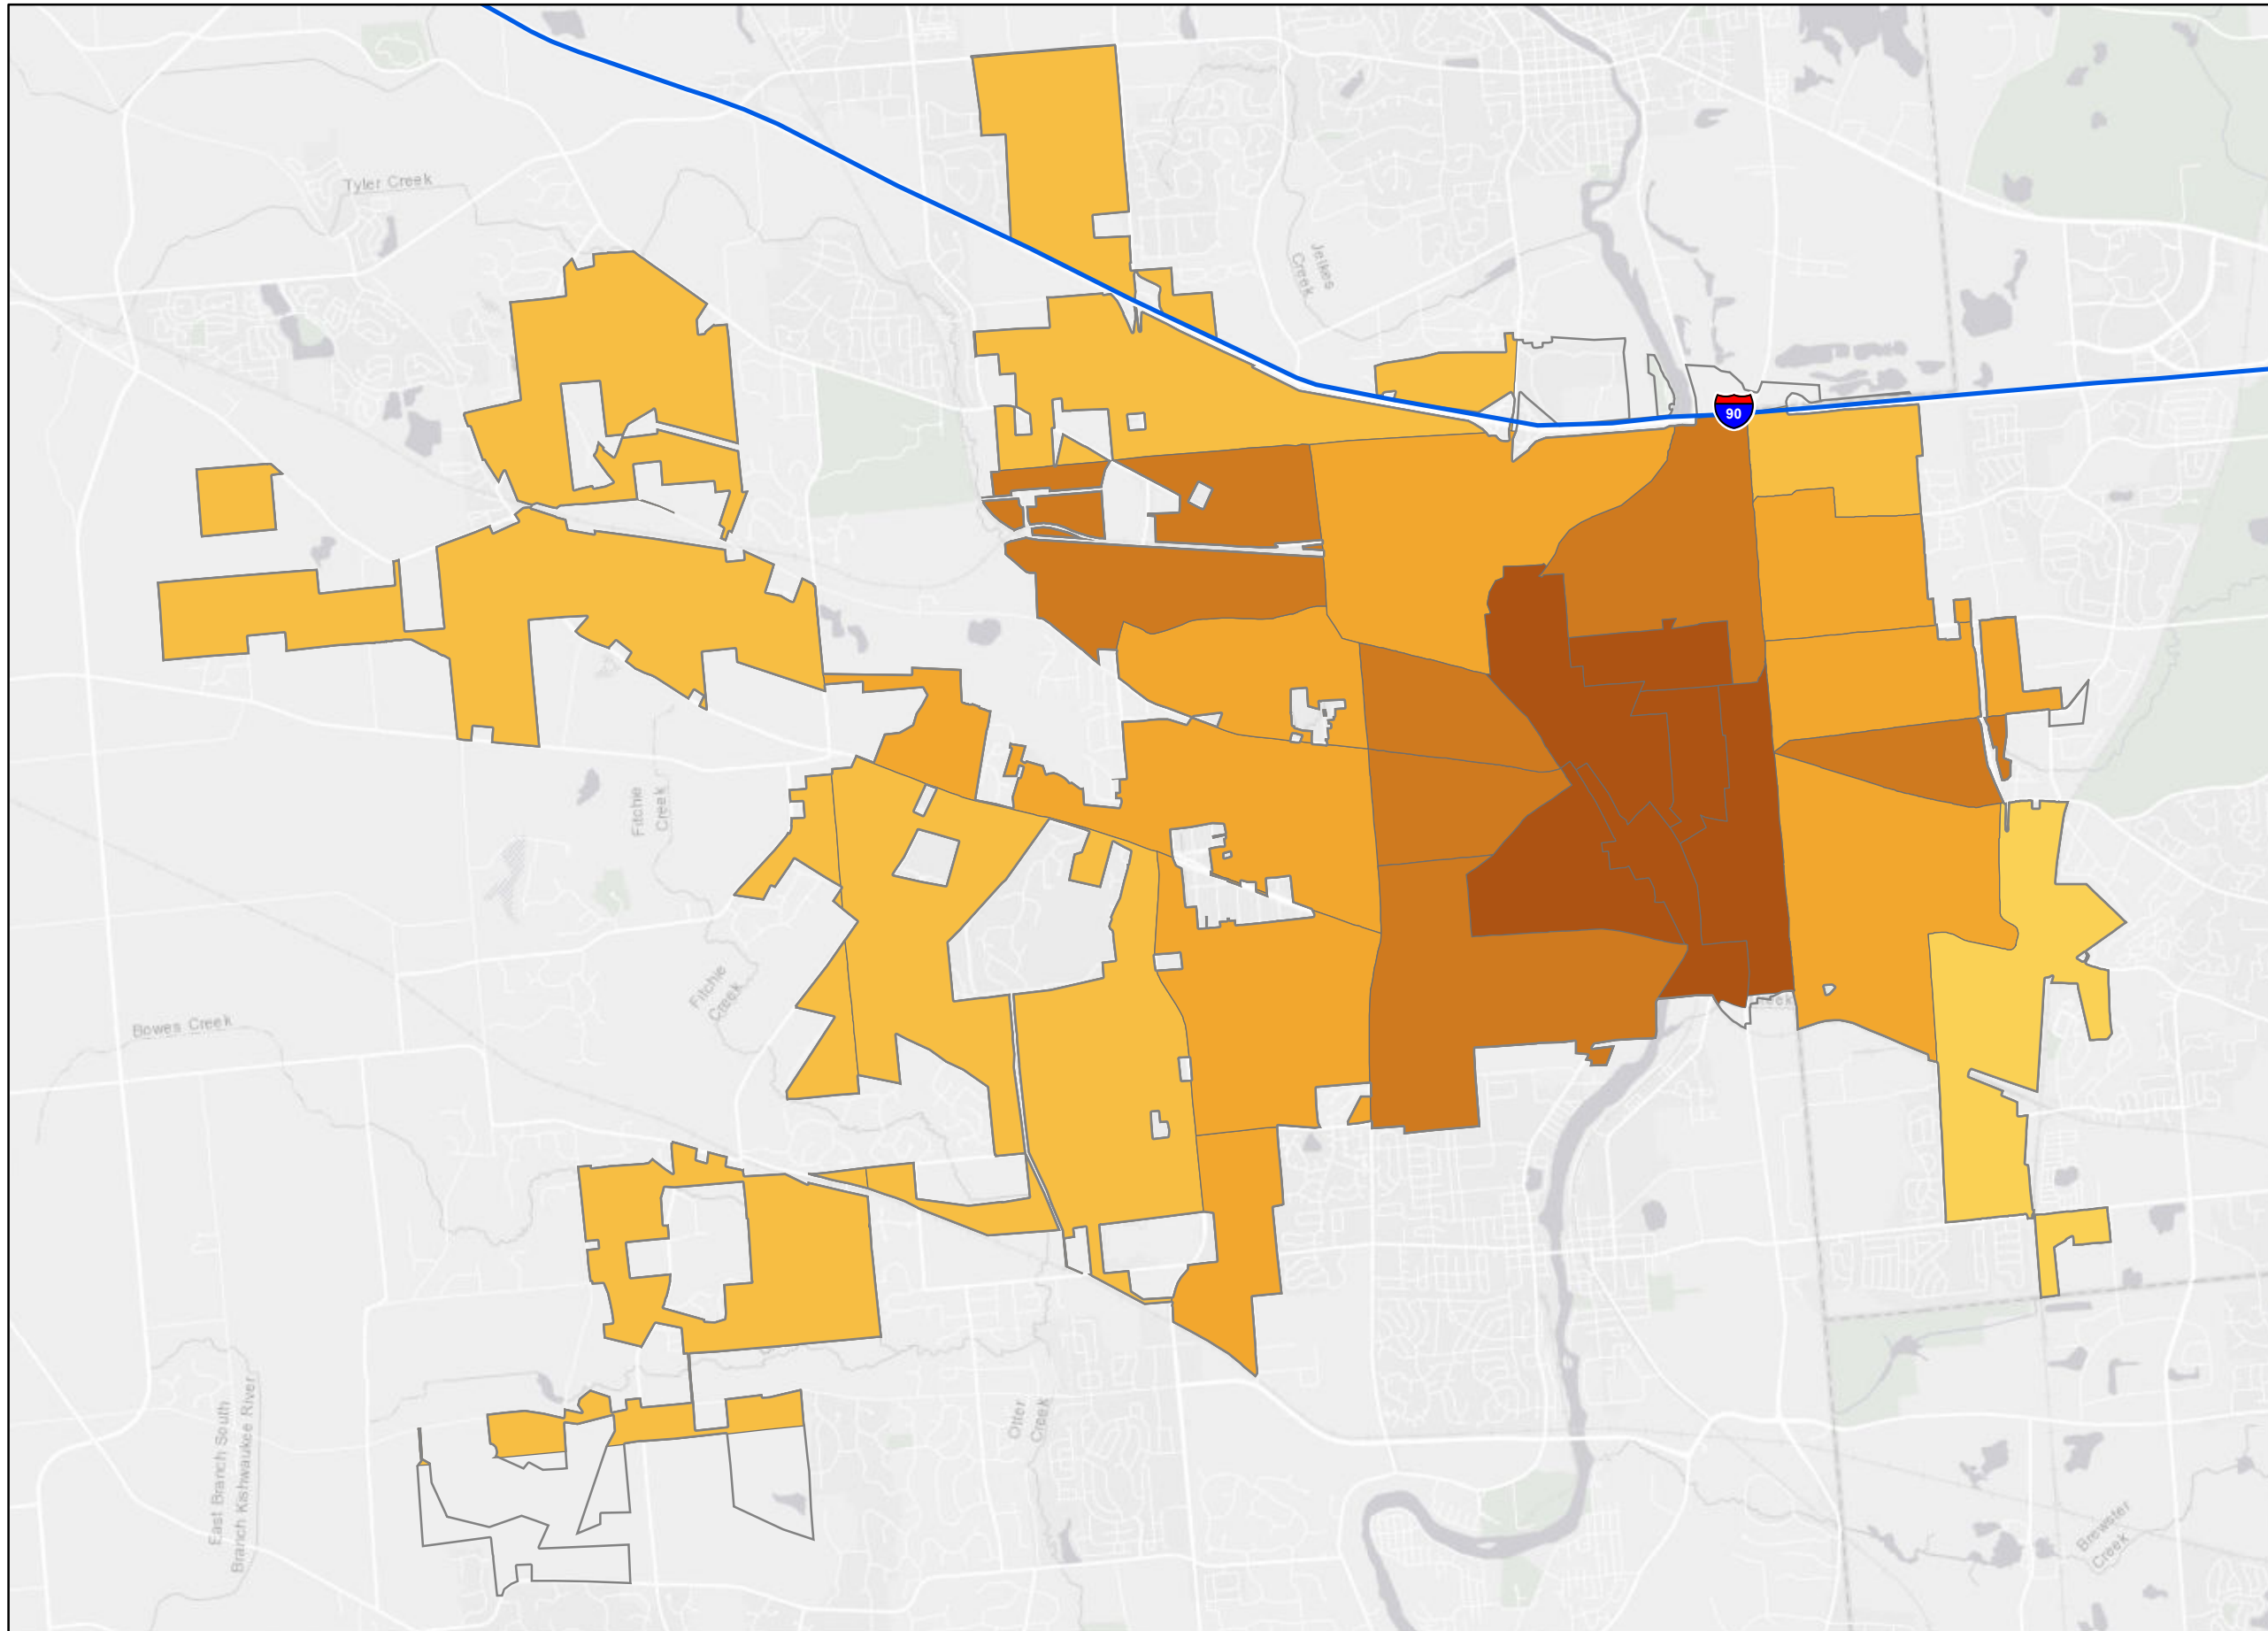 Tyler Creek
Jelkes
Creek
90
Fitchie
Creek
Fitchie
Creek
Bowes Creek
Otter
Creek
East Branch South
Branch Kishwaukee River
Brewster
Creek